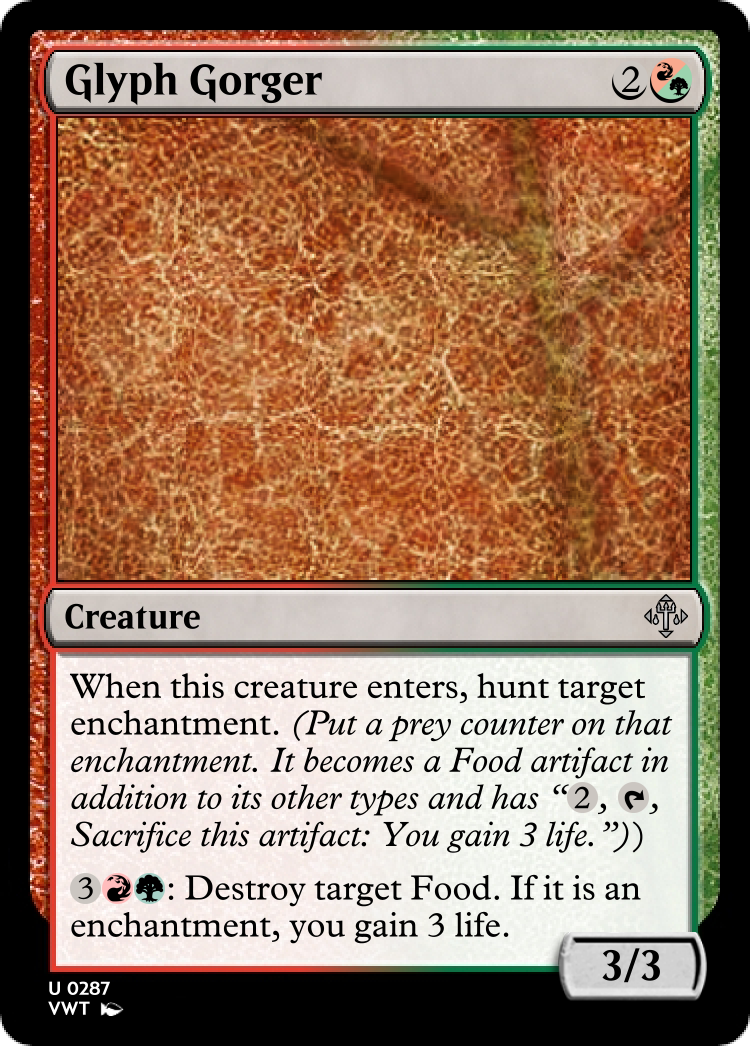 Glyph Gorger 2
Creature
When this creature enters, hunt target
enchantment. (Put a prey counter on that
enchantment. It becomes a Food artifact in
addition to its other types and has “2, ,
Sacrifice this artifact: You gain 3 life.”))
3: Destroy target Food. If it is an
enchantment, you gain 3 life.
3/3
U 0287
VWT